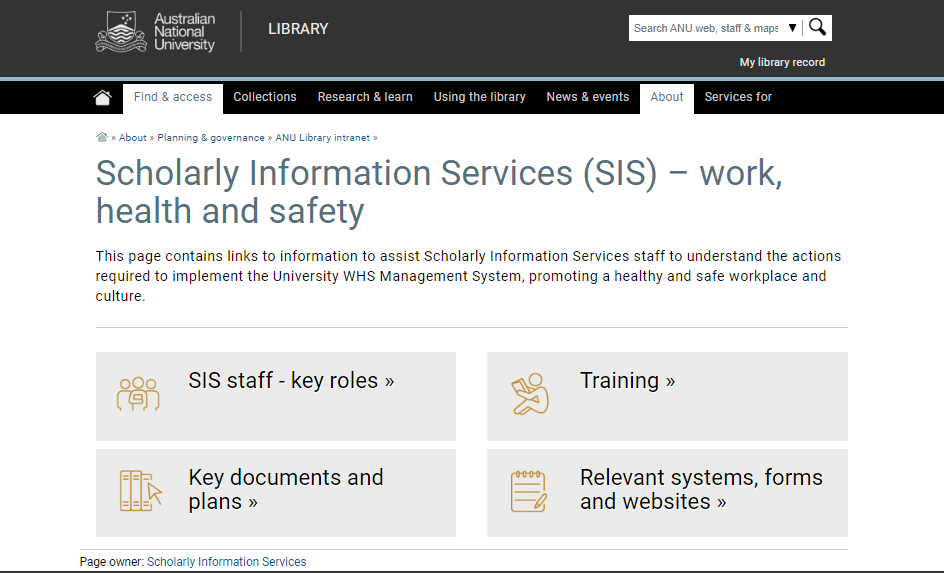 Australian
National
University
LIBRARY
Search ANU web, staff & maps ▼
My library record
Find & access Collections Research & learn Using the library News & events About Services for
» About » Planning & governance » ANU Library intranet »
Scholarly Information Services (SIS) – work,
health and safety
This page contains links to information to assist Scholarly Information Services staff to understand the actions
required to implement the University WHS Management System, promoting a healthy and safe workplace and
culture.
SIS staff - key roles »
Training »
Key documents and
plans »
Relevant systems, forms
and websites »
Page owner: Scholarly Information Services